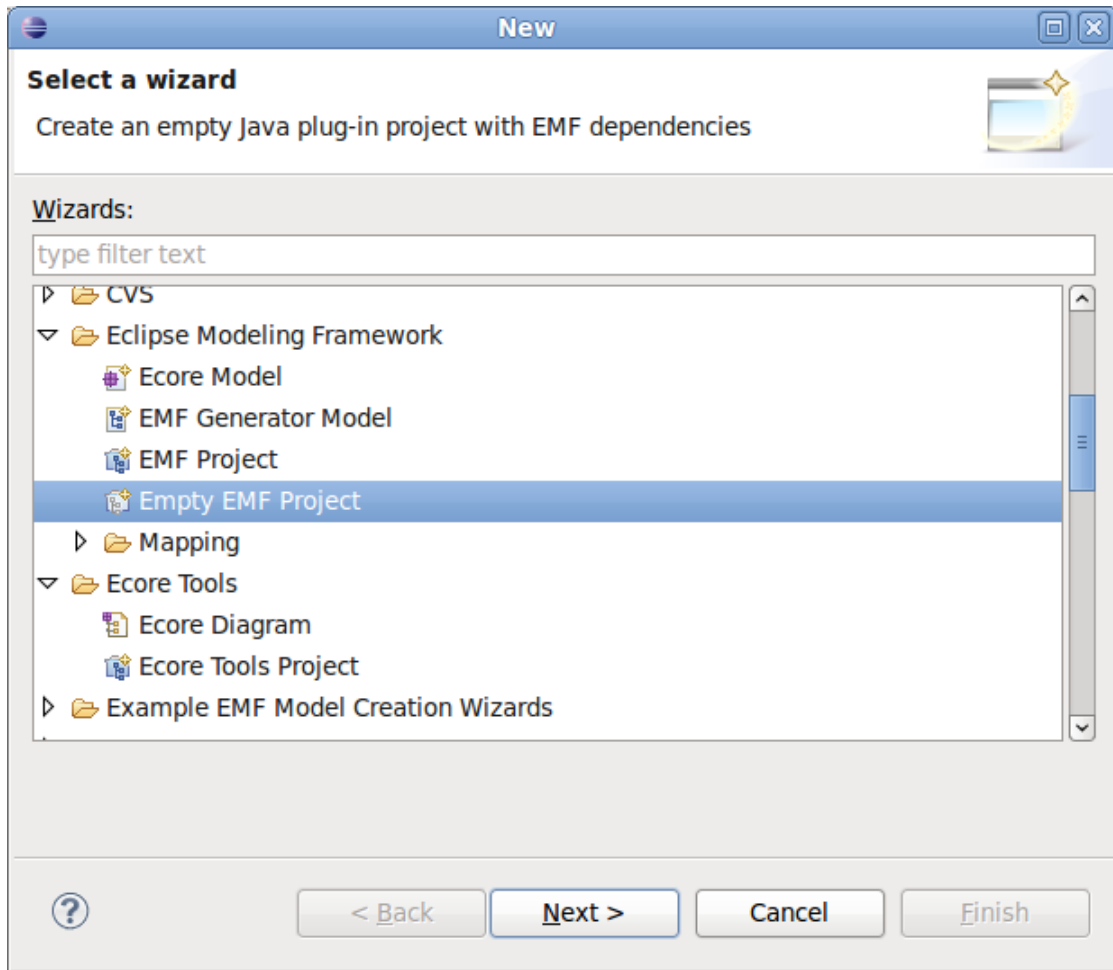 New
Select a wizard
Create an empty Java plug-in project with EMF dependencies
Wizards:
type filter text
CVS
Eclipse Modeling Framework
Ecore Model
EMF Generator Model
EMF Project
Empty EMF Project
Mapping
Ecore Tools
Ecore Diagram
Ecore Tools Project
Example EMF Model Creation Wizards
? < Back Next > Cancel Finish